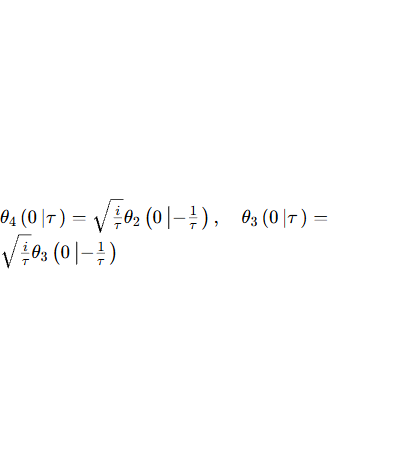 θ₄ (0 |τ ) = √(i/τ) θ₂ (0 |−1/τ ) , θ₃ (0 |τ ) =
√(i/τ) θ₃ (0 |−1/τ )